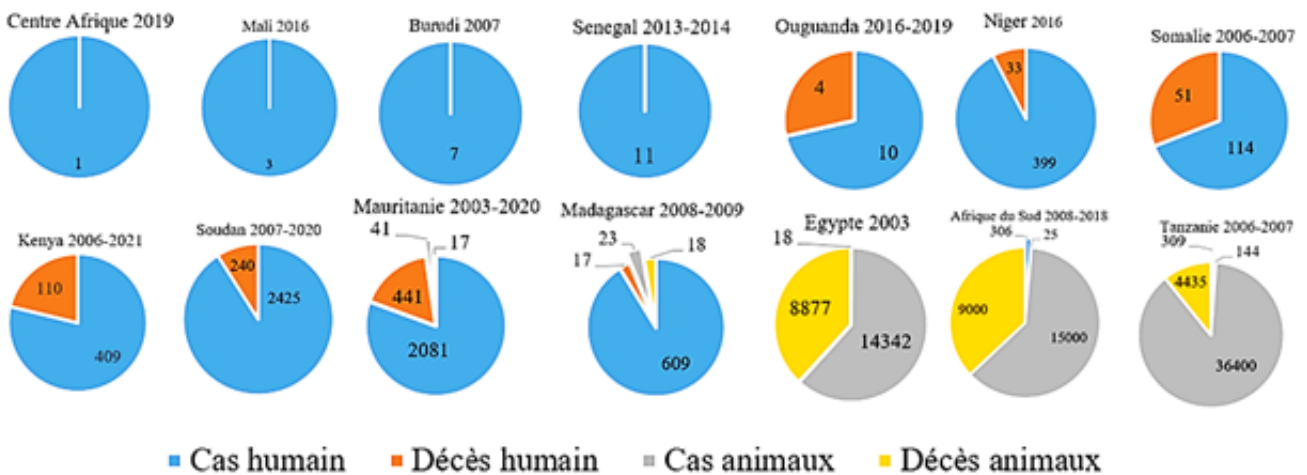 Centre Afrique 2019
1
Mali 2016
3
Burudi 2007
7
Senegal 2013-2014
11
Ouguanda 2016-2019
4
10
Niger 2016
33
399
Somalie 2006-2007
51
114
Kenya 2006-2021
110
409
Soudan 2007-2020
240
2425
Mauritanie 2003-2020
41
17
441
2081
Madagascar 2008-2009
23
17
18
609
Egypte 2003
18
8877
14342
Afrique du Sud 2008-2018
306
25
9000
15000
Tanzanie 2006-2007
309
144
4435
36400
Cas humain
Décès humain
Cas animaux
Décès animaux